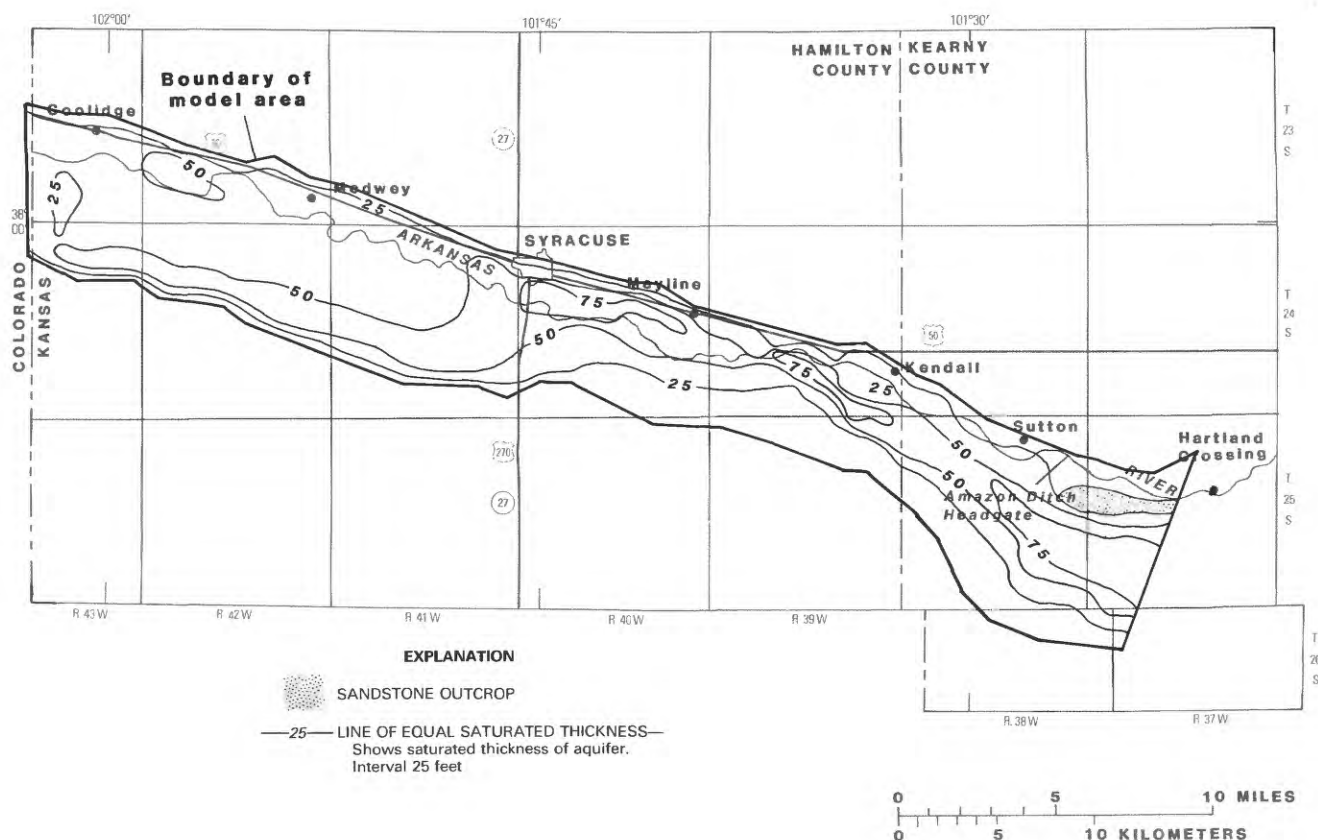 102°00'
101°45'
101°30'
HAMILTON
COUNTY
KEARNY
COUNTY
Boundary of
model area
Coolidge
T
23
S
27
50
50
25
Medway
25
38°
00'
ARKANSAS
SYRACUSE
Mayline
COLORADO
KANSAS
50
75
50
T
24
S
50
75
25
25
Kendall
Sutton
Hartland
Crossing
270
50
RIVER
50
Amazon Ditch
Headgate
27
T
25
S
75
R 43 W
R 42 W
R 41 W
R 40 W
R 39 W
T
26
S
R. 38 W
R 37 W
EXPLANATION
SANDSTONE OUTCROP
—25— LINE OF EQUAL SATURATED THICKNESS—
Shows saturated thickness of aquifer.
Interval 25 feet
0 5 10 MILES
0 5 10 KILOMETERS